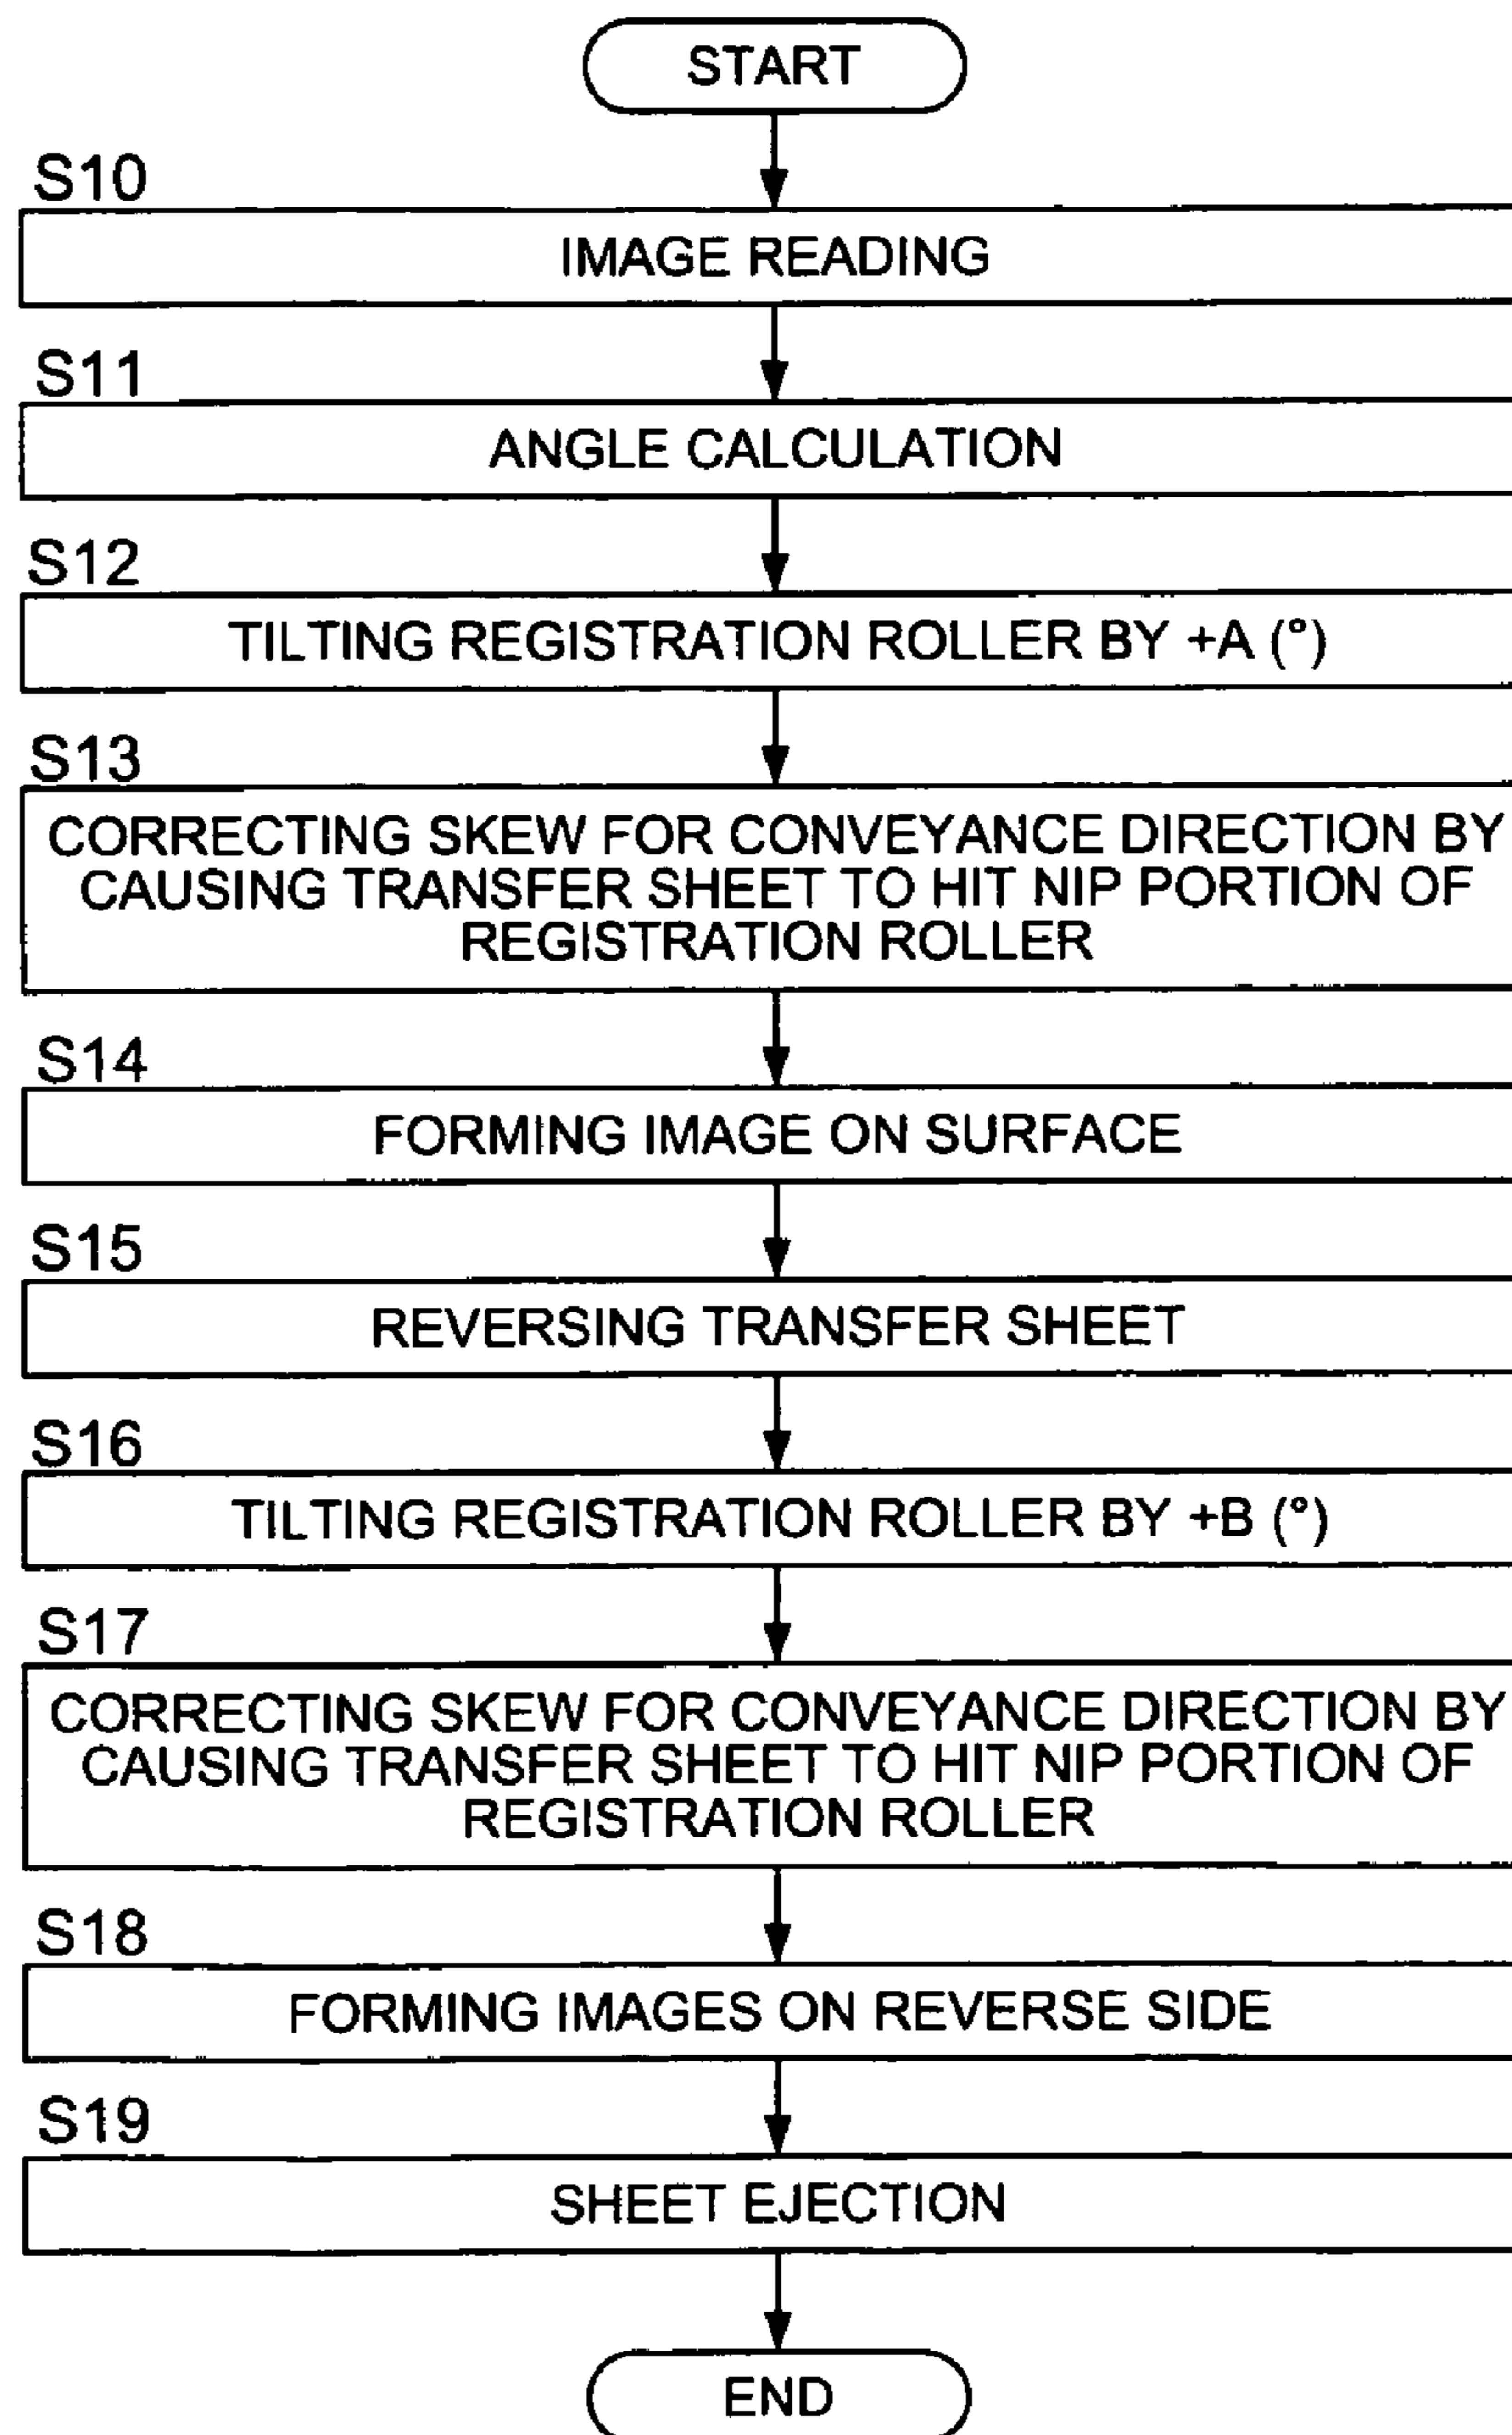 START
S10
IMAGE READING
S11
ANGLE CALCULATION
S12
TILTING REGISTRATION ROLLER BY +A (°)
S13
CORRECTING SKEW FOR CONVEYANCE DIRECTION BY
CAUSING TRANSFER SHEET TO HIT NIP PORTION OF
REGISTRATION ROLLER
S14
FORMING IMAGE ON SURFACE
S15
REVERSING TRANSFER SHEET
S16
TILTING REGISTRATION ROLLER BY +B (°)
S17
CORRECTING SKEW FOR CONVEYANCE DIRECTION BY
CAUSING TRANSFER SHEET TO HIT NIP PORTION OF
REGISTRATION ROLLER
S18
FORMING IMAGES ON REVERSE SIDE
S19
SHEET EJECTION
END